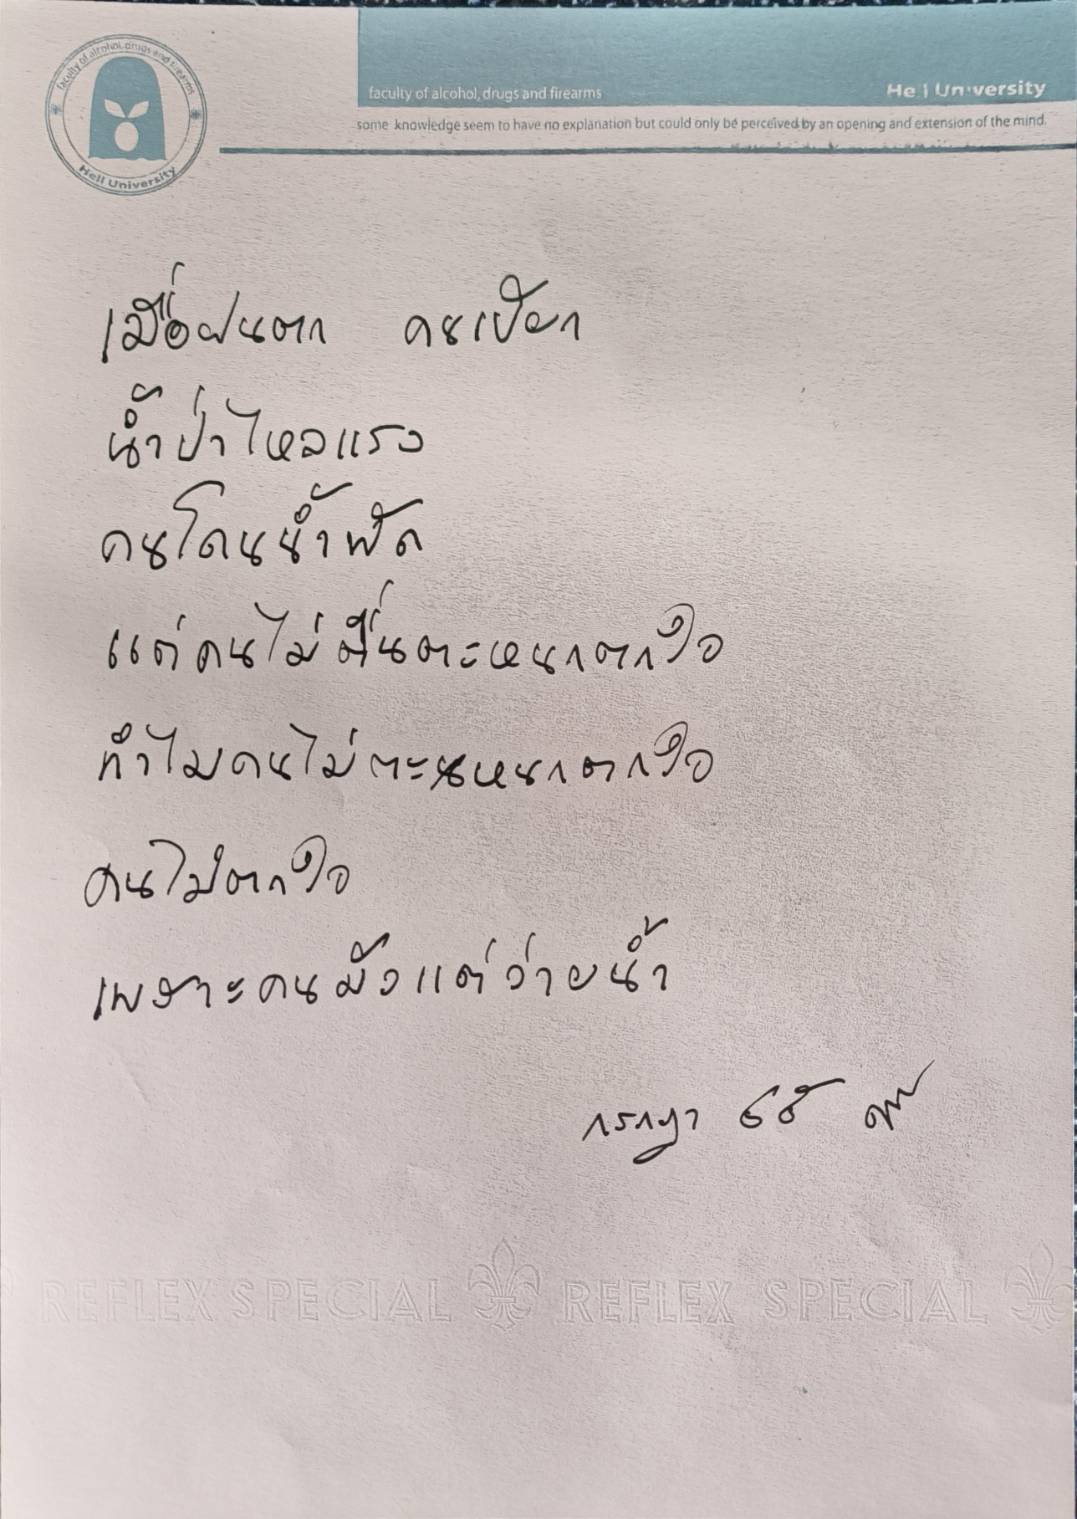 faculty of alcohol, drugs and firearms
Hell University
faculty of alcohol, drugs and firearms
Hell University
some knowledge seem to have no explanation but could only be perceived by an opening and extension of the mind.
เมื่อฝนตก คนเปียก
น้ำป่าไหลแรง
คนโดนน้ำพัด
แต่คนไม่ตื่นตะหนกตกใจ
ทำไมคนไม่ตะหนกตกใจ
คนไม่ตกใจ
เพราะคนมัวแต่ว่ายน้ำ
กรกฎา ๖๘
REFLEX SPECIAL REFLEX SPECIAL